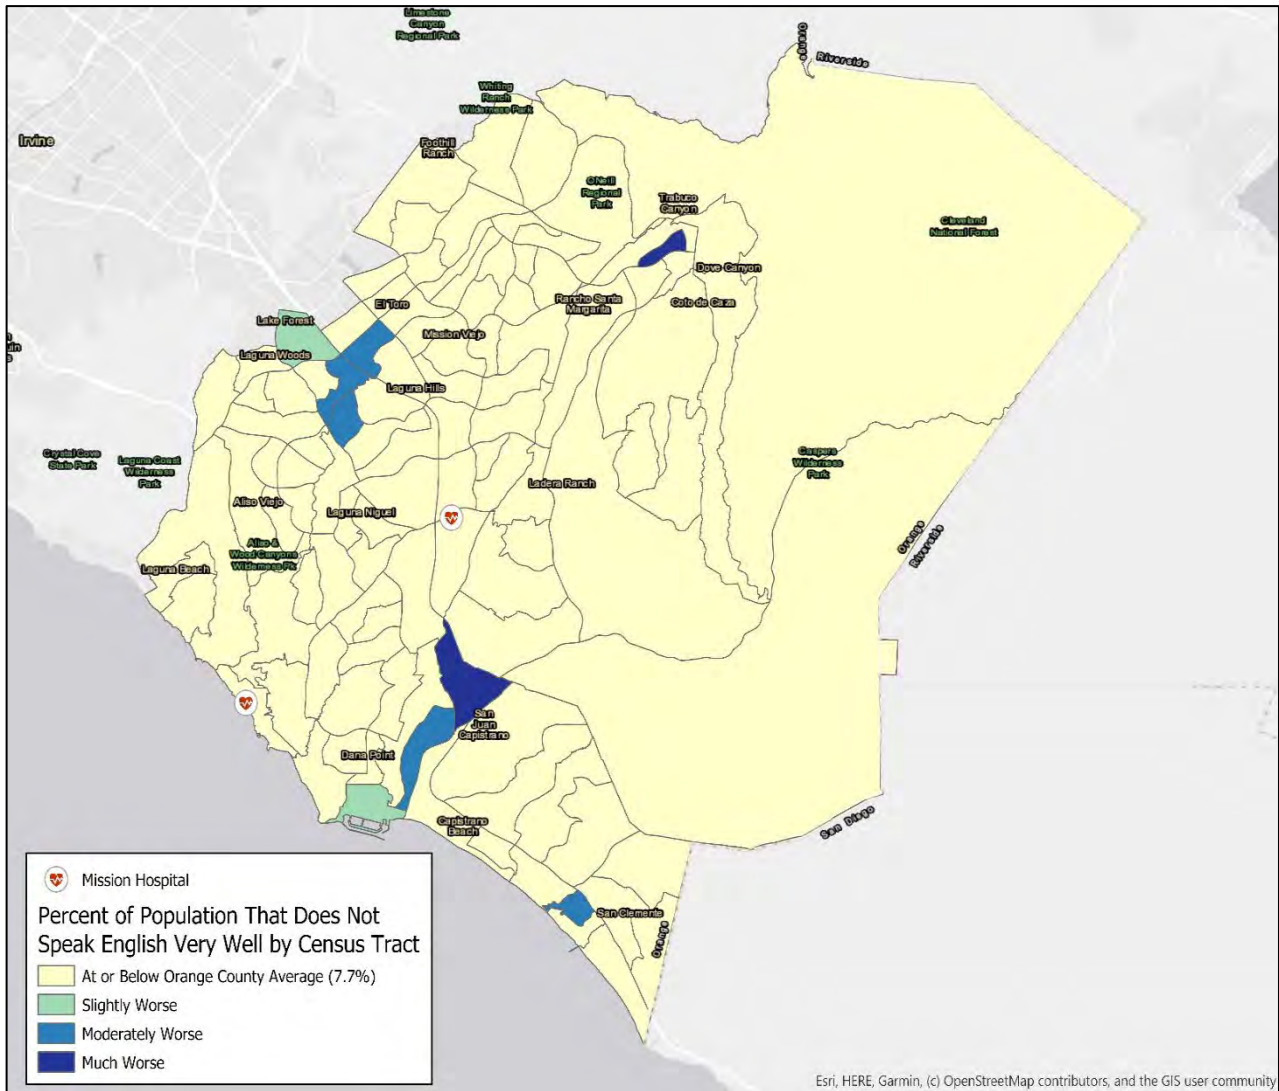 Limestone
Canyon
Regional Park
Orange
Riverside
Whiting
Ranch
Wilderness Park
Irvine
Foothill
Ranch
O'Neill
Regional
Park
Trabuco
Canyon
Cleveland
National Forest
Dove Canyon
Rancho Santa
Margarita
Coto de Caza
El Toro
Lake Forest
Mission Viejo
Laguna Woods
Laguna Hills
Crystal Cove
State Park
Laguna Coast
Wilderness
Park
Caspers
Wilderness
Park
Ladera Ranch
Aliso Viejo
Laguna Niguel
Orange
Riverside
Aliso &
Wood Canyons
Wilderness Pk
Laguna Beach
San
Juan
Capistrano
Dana Point
Capistrano
Beach
San Diego
San Clemente
Orange
Mission Hospital
Percent of Population That Does Not
Speak English Very Well by Census Tract
At or Below Orange County Average (7.7%)
Slightly Worse
Moderately Worse
Much Worse
Esri, HERE, Garmin, (c) OpenStreetMap contributors, and the GIS user community